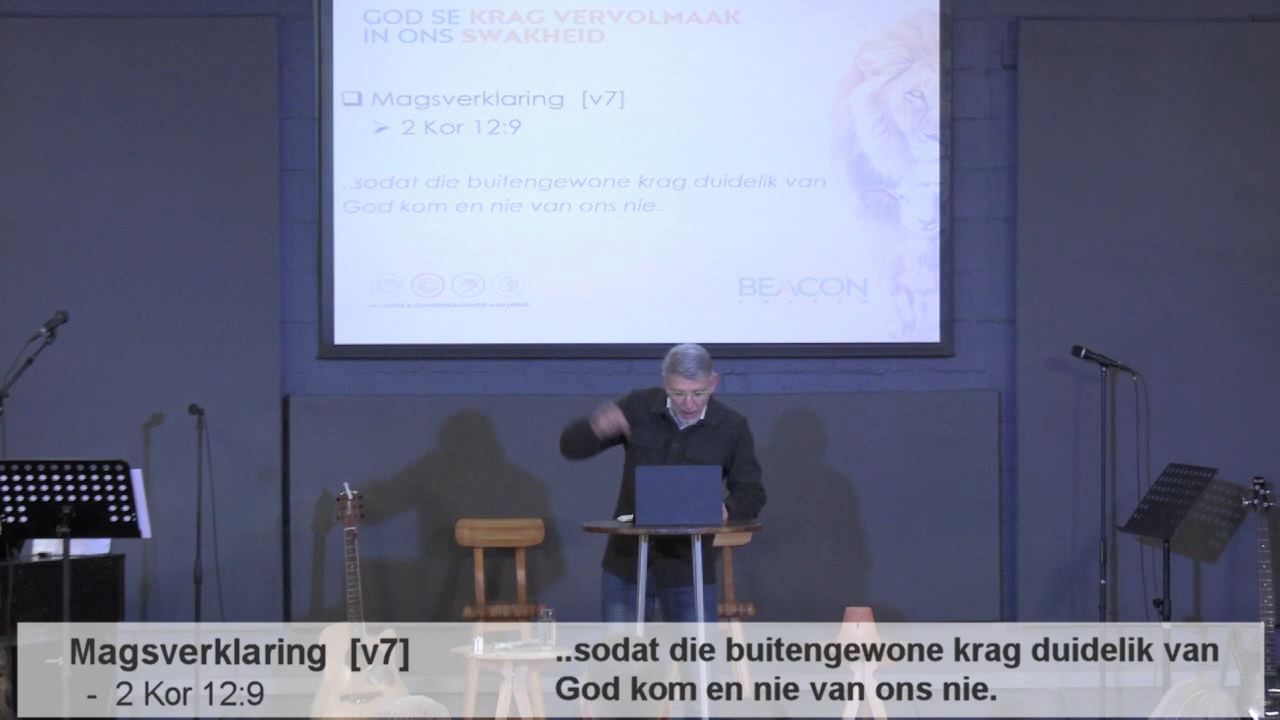 GOD SE KRAG VERVOLMAAK
IN ONS SWAKHEID
❑ Magsverklaring [v7]
➢ 2 Kor 12:9
..sodat die buitengewone krag duidelik van
God kom en nie van ons nie.
BEACON
CHURCH
Magsverklaring [v7]
- 2 Kor 12:9
..sodat die buitengewone krag duidelik van
God kom en nie van ons nie.